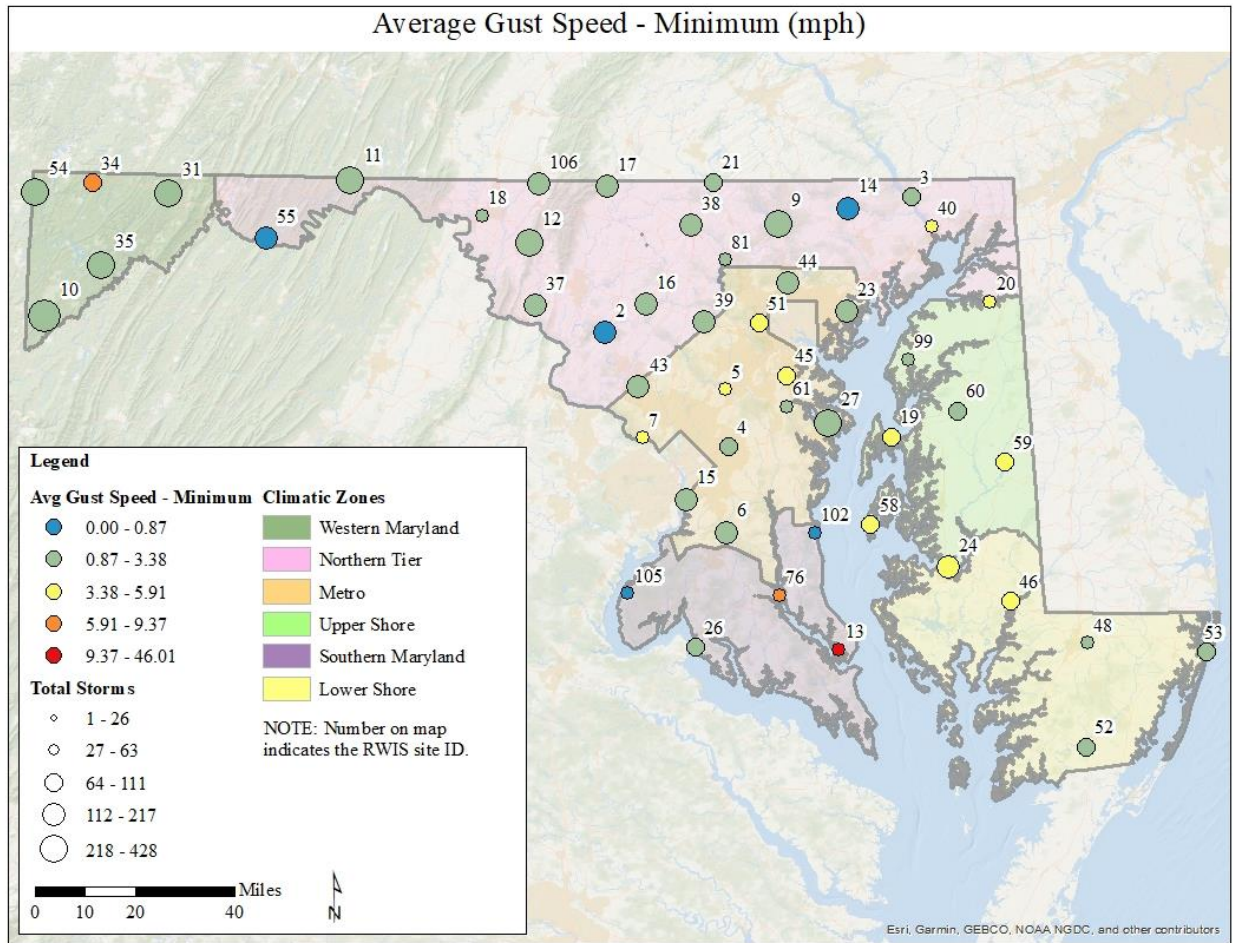 Average Gust Speed - Minimum (mph)
11
106
17
21
54
34
31
3
14
18
9
38
40
12
55
35
81
44
20
10
37
16
23
2
39
51
99
43
45
5
60
61
27
7
19
59
4
15
58
6
102
24
105
76
46
26
13
48
53
52
Legend
Avg Gust Speed - Minimum
0.00 - 0.87
0.87 - 3.38
3.38 - 5.91
5.91 - 9.37
9.37 - 46.01
Total Storms
1 - 26
27 - 63
64 - 111
112 - 217
218 - 428
Climatic Zones
Western Maryland
Northern Tier
Metro
Upper Shore
Southern Maryland
Lower Shore
NOTE: Number on map
indicates the RWIS site ID.
Miles
0 10 20 40
N
Esri, Garmin, GEBCO, NOAA NGDC, and other contributors